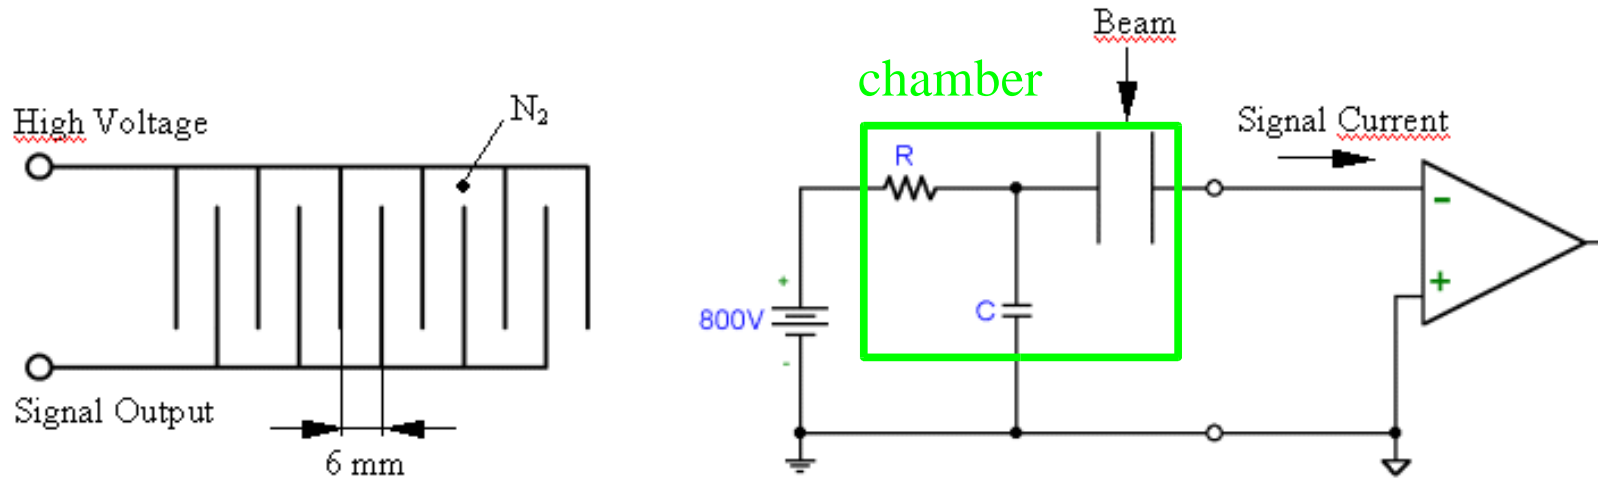 High Voltage
N2
Signal Output
6 mm
Beam
chamber
Signal Current
R
+
800V
C
-
-
+